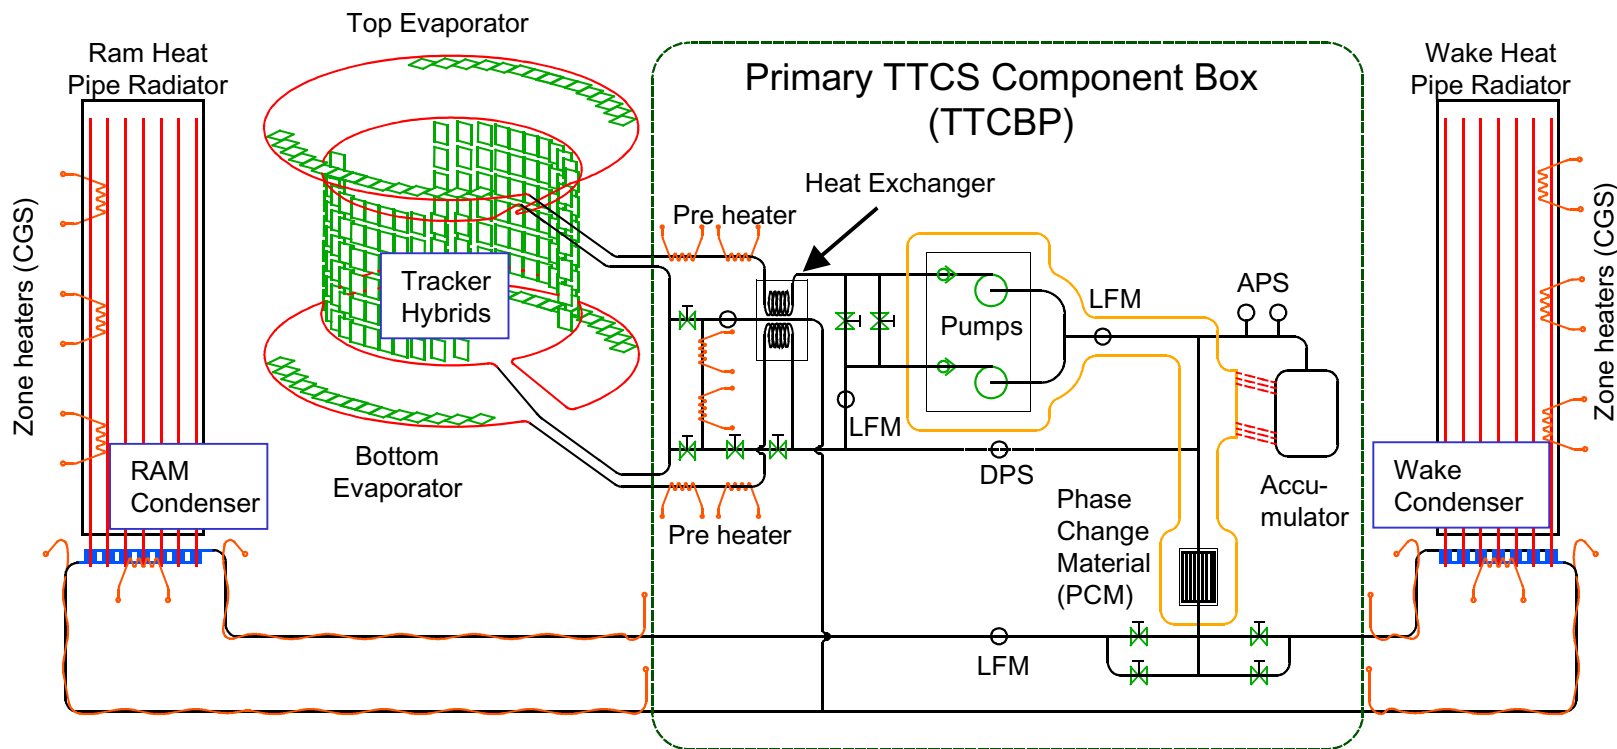 Top Evaporator
Ram Heat
Pipe Radiator
Primary TTCS Component Box
(TTCBP)
Wake Heat
Pipe Radiator
Zone heaters (CGS)
Heat Exchanger
Pre heater
Tracker
Hybrids
Pumps
LFM
APS
Zone heaters (CGS)
LFM
RAM
Condenser
Bottom
Evaporator
DPS
Accu-
mulator
Wake
Condenser
Pre heater
Phase
Change
Material
(PCM)
LFM